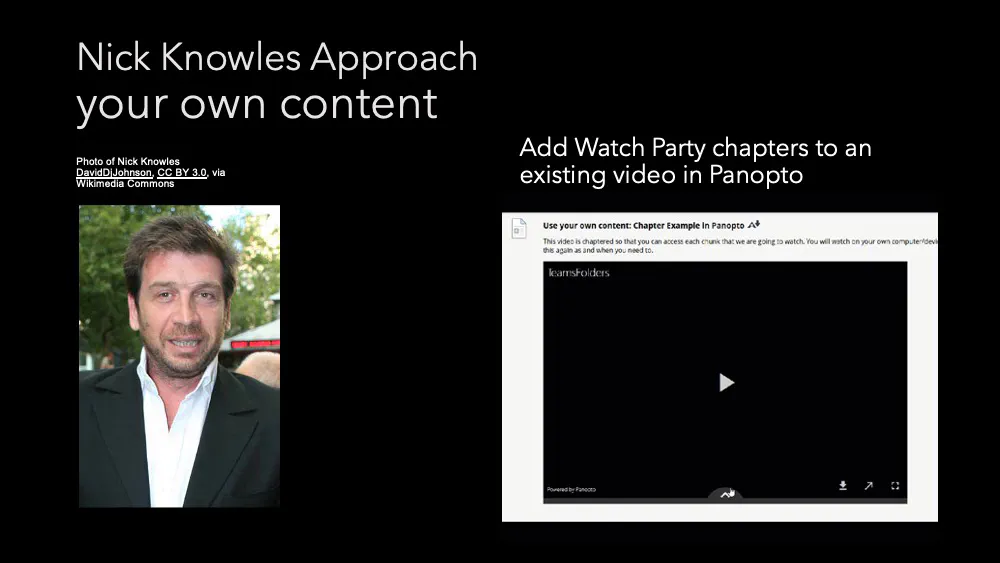 Nick Knowles Approach
your own content
Photo of Nick Knowles
DavidDjJohnson, CC BY 3.0, via
Wikimedia Commons
Add Watch Party chapters to an
existing video in Panopto
Use your own content: Chapter Example in Panopto
This video is chaptered so that you can access each chunk that we are going to watch. You will watch on your own computer/devi
this again as and when you need to.
TeamsFolders
Powered by Panopto